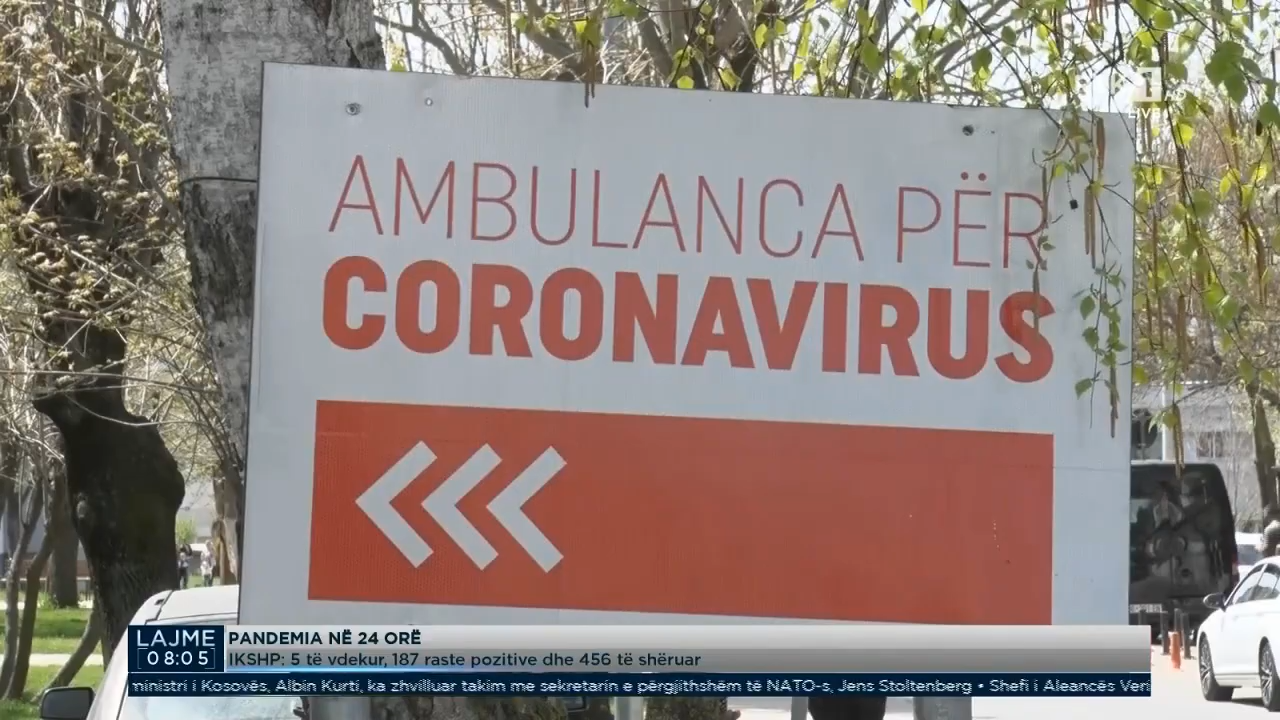 AMBULANCA PËR
CORONAVIRUS
LAJME
08:05
PANDEMIA NË 24 ORË
IKSHP: 5 të vdekur, 187 raste pozitive dhe 456 të shëruar
ministri i Kosovës, Albin Kurti, ka zhvilluar takim me sekretarin e përgjithshëm të NATO-s, Jens Stoltenberg • Shefi i Aleancës Veri